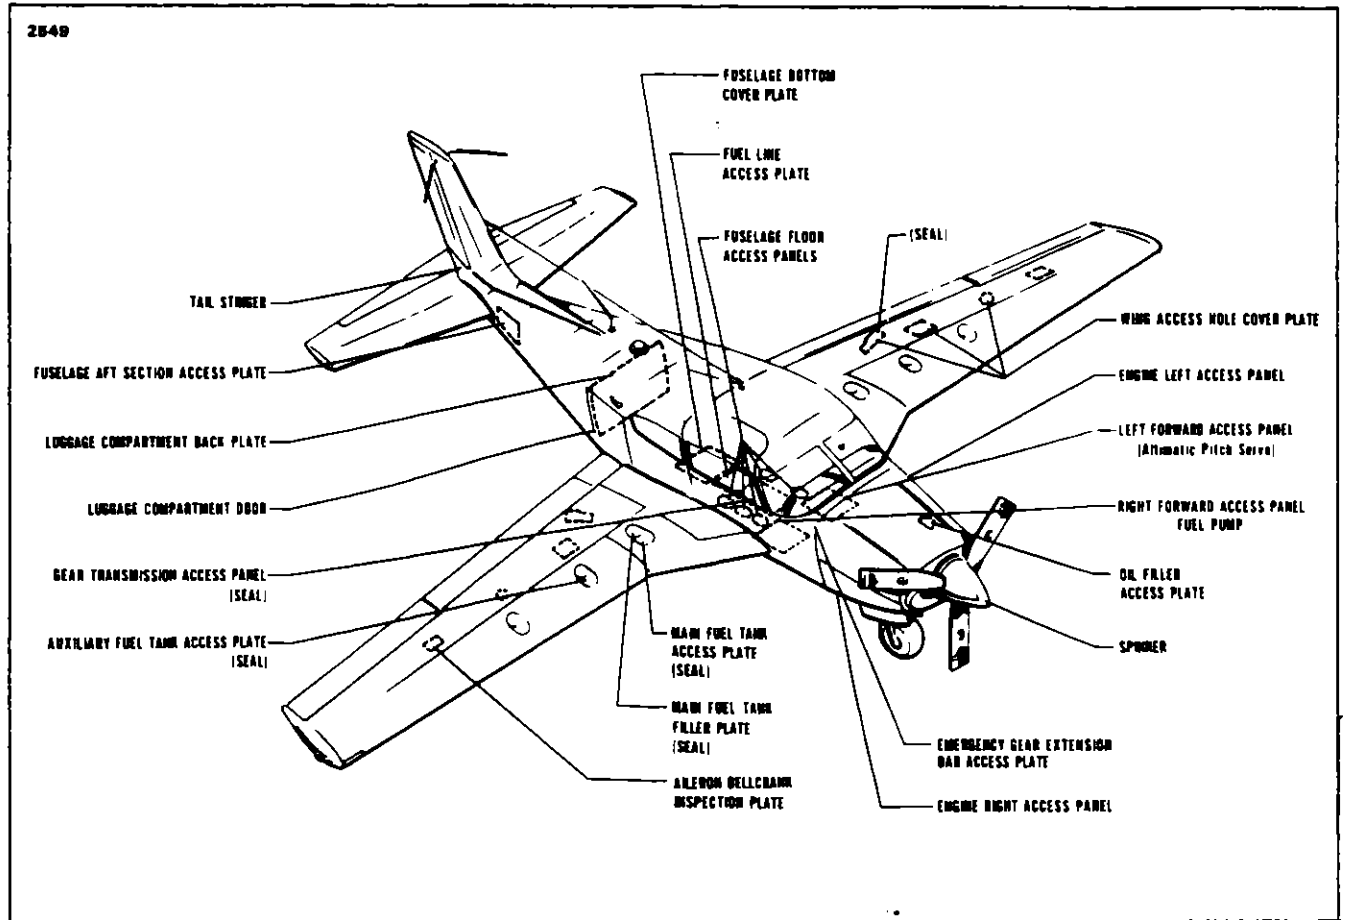 2549
FUSELAGE BOTTOM
COVER PLATE
FUEL LINE
ACCESS PLATE
FUSELAGE FLOOR
ACCESS PANELS
(SEAL)
TAIL STINGER
WING ACCESS HOLE COVER PLATE
FUSELAGE AFT SECTION ACCESS PLATE
ENGINE LEFT ACCESS PANEL
LUGGAGE COMPARTMENT BACK PLATE
LEFT FORWARD ACCESS PANEL
(Altimatic Pitch Servo)
LUGGAGE COMPARTMENT DOOR
RIGHT FORWARD ACCESS PANEL
FUEL PUMP
GEAR TRANSMISSION ACCESS PANEL
(SEAL)
OIL FILLER
ACCESS PLATE
AUXILIARY FUEL TANK ACCESS PLATE
(SEAL)
MAIN FUEL TANK
ACCESS PLATE
(SEAL)
SPINNER
MAIN FUEL TANK
FILLER PLATE
(SEAL)
EMERGENCY GEAR EXTENSION
BAR ACCESS PLATE
AILERON BELLCRANK
INSPECTION PLATE
ENGINE RIGHT ACCESS PANEL